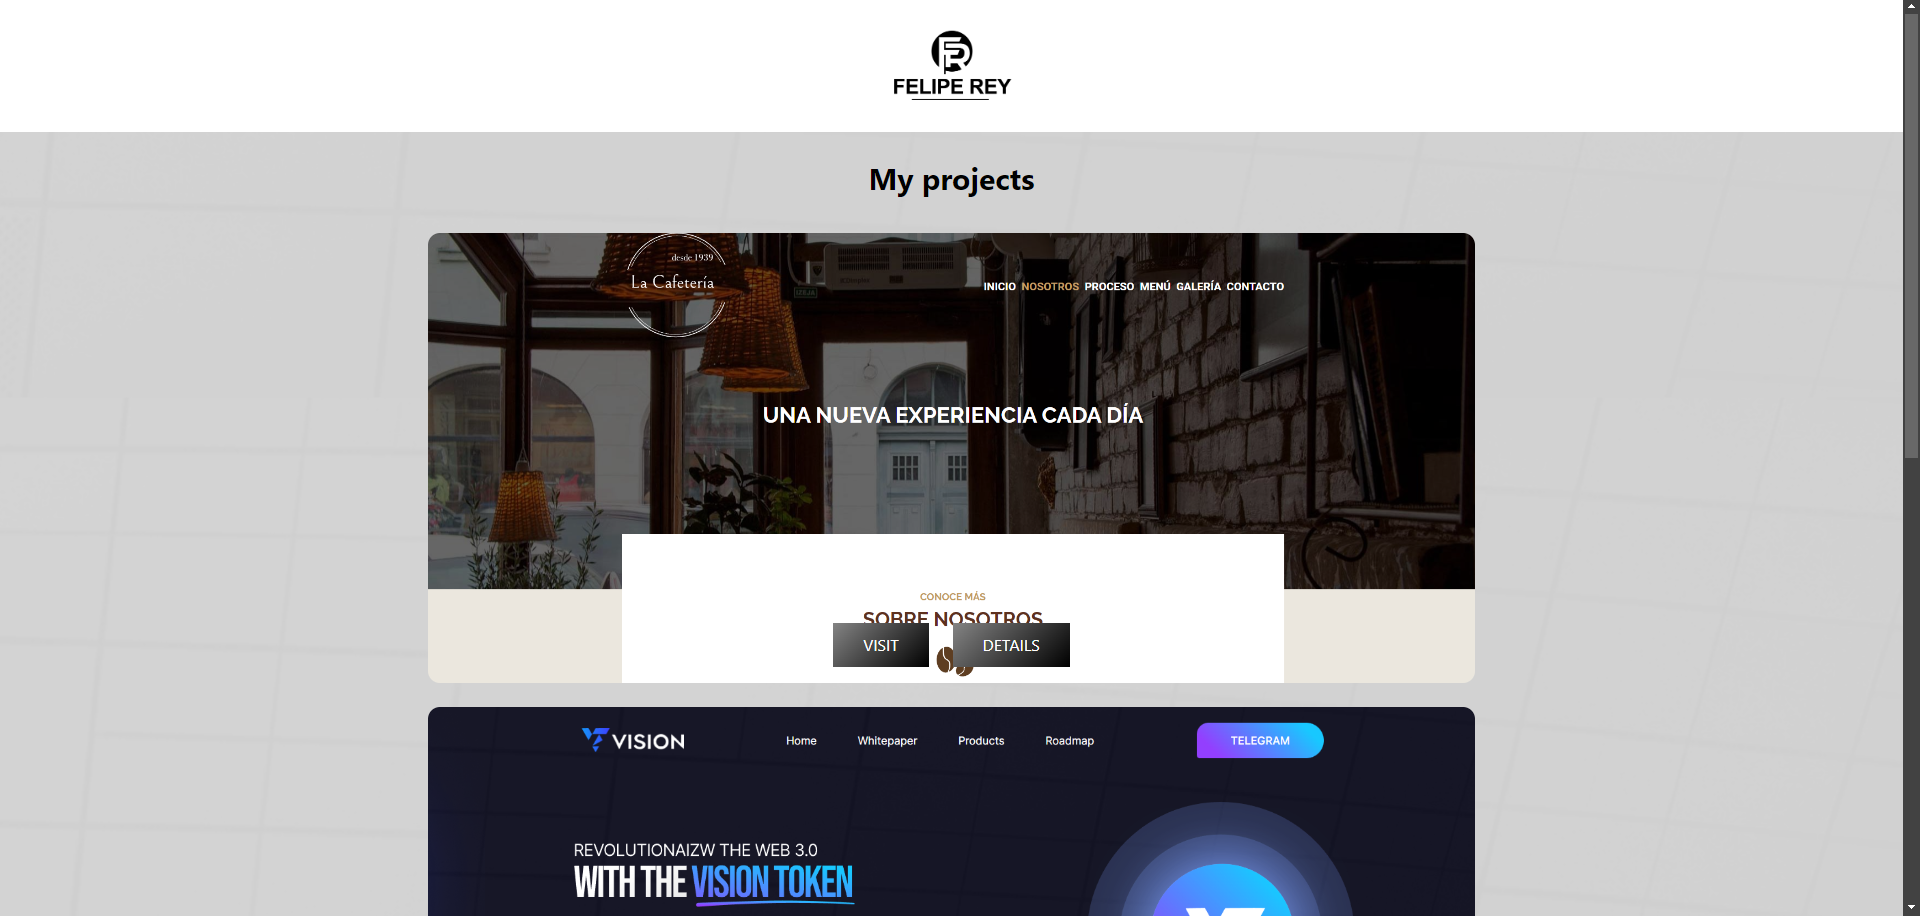 FELIPE REY
My projects
desde 1939
La Cafetería
INICIO NOSOTROS PROCESO MENÚ GALERÍA CONTACTO
UNA NUEVA EXPERIENCIA CADA DÍA
CONOCE MÁS
SOBRE NOSOTROS
VISIT DETAILS
VISION Home Whitepaper Products Roadmap TELEGRAM
REVOLUTIONAIZW THE WEB 3.0
WITH THE VISION TOKEN